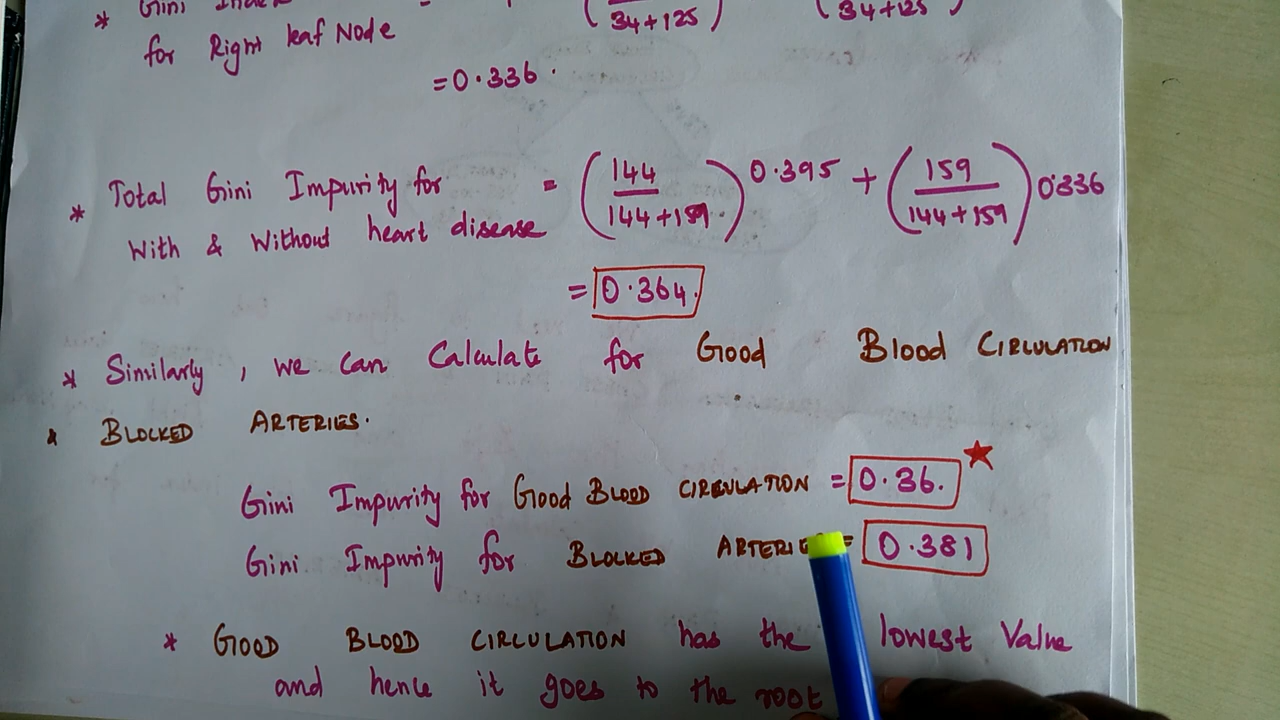 * Gini Index =
for Right leaf Node ( / 34+125 ) ( / 34+125 )
=0.336.
* Total Gini Impurity for With & Without heart disease = (144 / 144+159) 0.395 + (159 / 144+159) 0.336
= 0.364.
* Similarly, we can Calculate for Good Blood CIRCULATION
& BLOCKED ARTERIES.
Gini Impurity for Good BLOOD CIRCULATION = 0.36. ★
Gini Impurity for BLOCKED ARTERIE = 0.381
* GOOD BLOOD CIRCULATION has the lowest Value
and hence it goes to the root